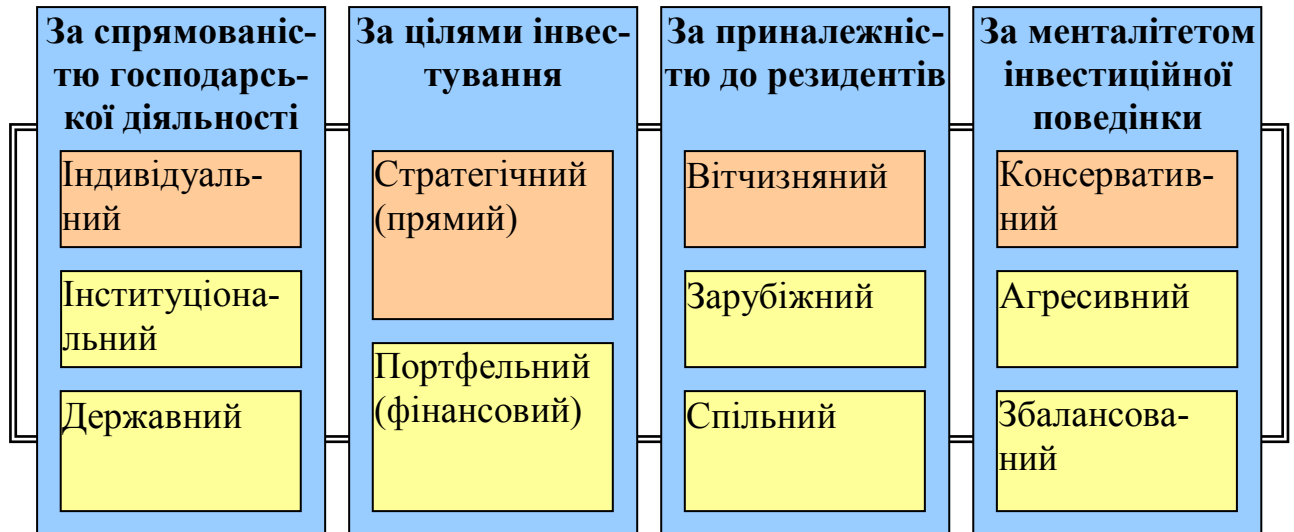 За спрямованіс-
тю господарсь-
кої діяльності
Індивідуаль-
ний
Інституціона-
льний
Державний
За цілями інвес-
тування
Стратегічний
(прямий)
Портфельний
(фінансовий)
За приналежніс-
тю до резидентів
Вітчизняний
Зарубіжний
Спільний
За менталітетом
інвестиційної
поведінки
Консерватив-
ний
Агресивний
Збалансова-
ний